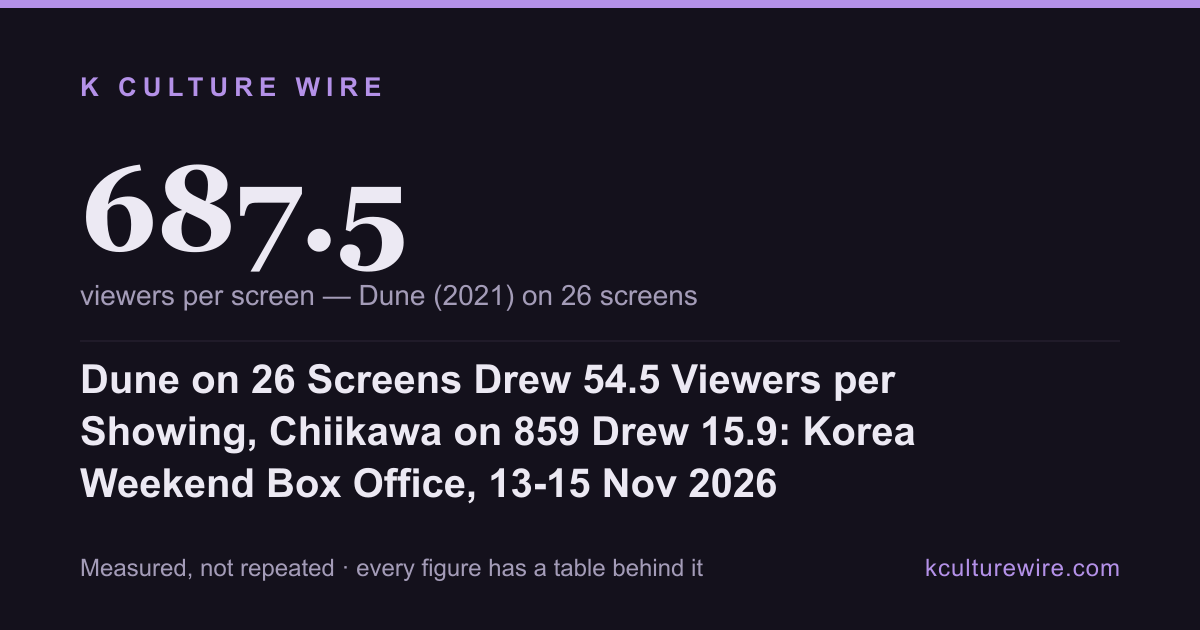 K CULTURE WIRE
687.5
viewers per screen — Dune (2021) on 26 screens
Dune on 26 Screens Drew 54.5 Viewers per
Showing, Chiikawa on 859 Drew 15.9: Korea
Weekend Box Office, 13-15 Nov 2026
Measured, not repeated · every figure has a table behind it
kculturewire.com